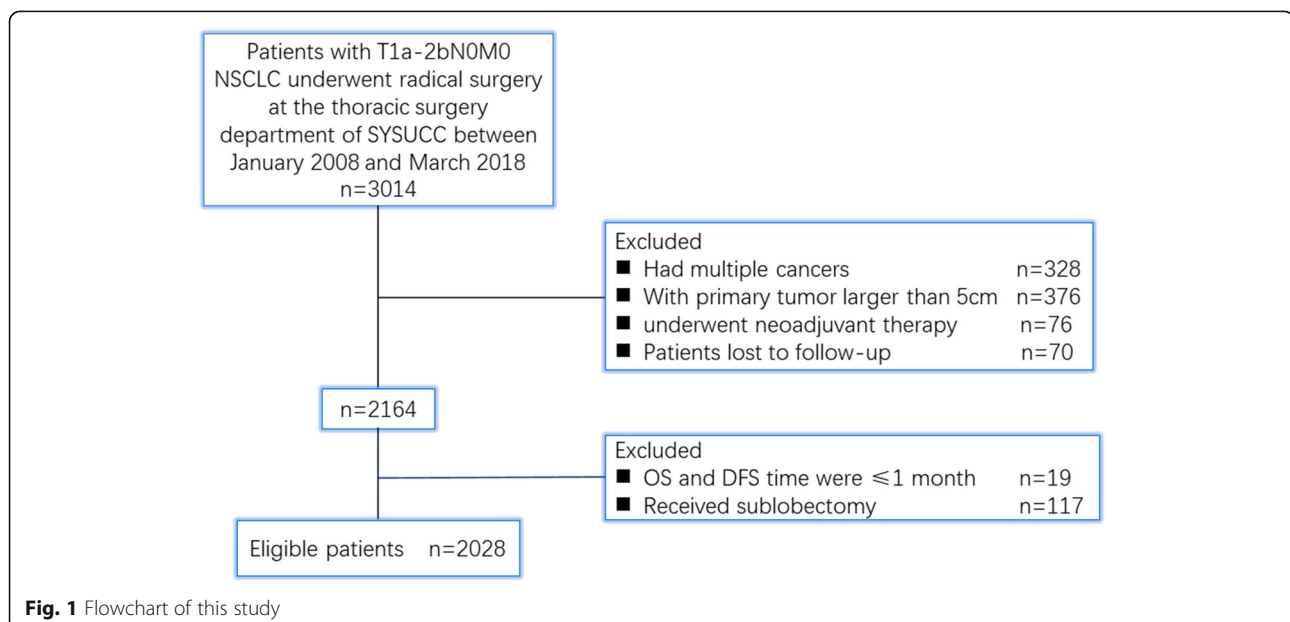 Patients with T1a-2bN0M0
NSCLC underwent radical surgery
at the thoracic surgery
department of SYSUCC between
January 2008 and March 2018
n=3014
Excluded
■ Had multiple cancers n=328
■ With primary tumor larger than 5cm n=376
■ underwent neoadjuvant therapy n=76
■ Patients lost to follow-up n=70
n=2164
Excluded
■ OS and DFS time were ≤1 month n=19
■ Received sublobectomy n=117
Eligible patients n=2028
Fig. 1 Flowchart of this study